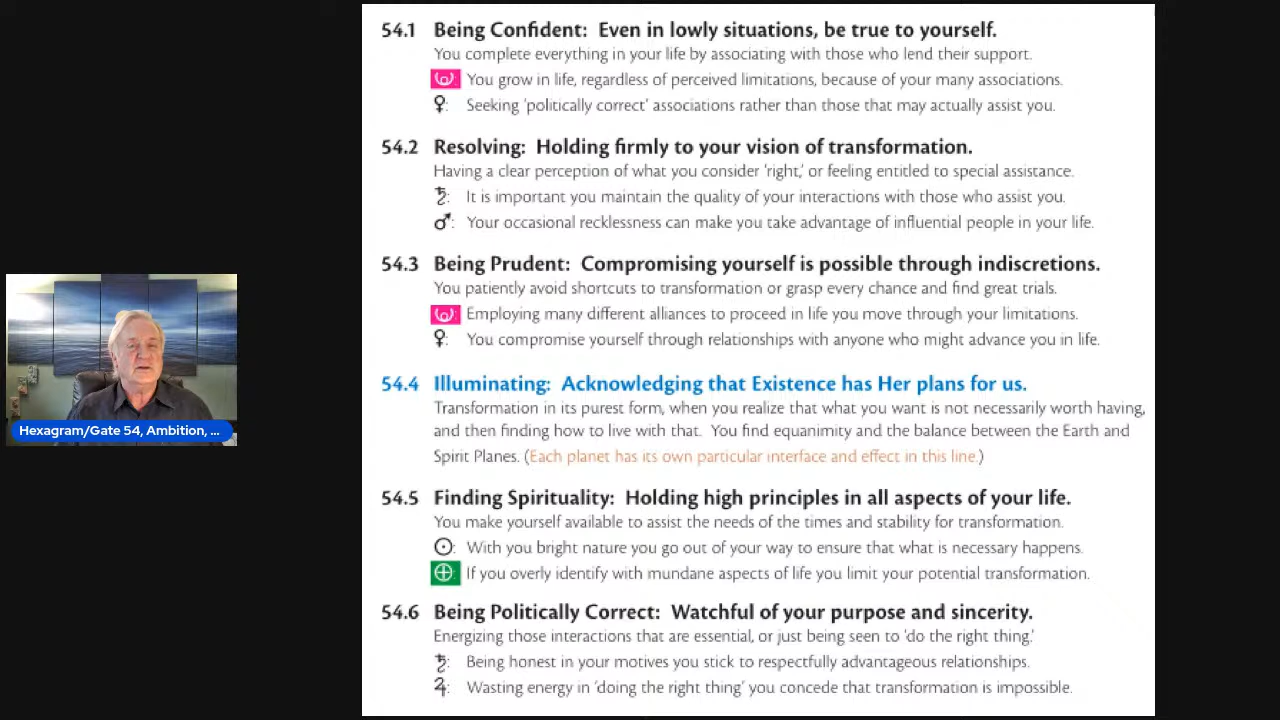 54.1 Being Confident: Even in lowly situations, be true to yourself.
You complete everything in your life by associating with those who lend their support.
You grow in life, regardless of perceived limitations, because of your many associations.
♀: Seeking 'politically correct' associations rather than those that may actually assist you.
54.2 Resolving: Holding firmly to your vision of transformation.
Having a clear perception of what you consider 'right,' or feeling entitled to special assistance.
♄: It is important you maintain the quality of your interactions with those who assist you.
♂: Your occasional recklessness can make you take advantage of influential people in your life.
54.3 Being Prudent: Compromising yourself is possible through indiscretions.
You patiently avoid shortcuts to transformation or grasp every chance and find great trials.
Employing many different alliances to proceed in life you move through your limitations.
♀: You compromise yourself through relationships with anyone who might advance you in life.
54.4 Illuminating: Acknowledging that Existence has Her plans for us.
Transformation in its purest form, when you realize that what you want is not necessarily worth having,
and then finding how to live with that. You find equanimity and the balance between the Earth and
Spirit Planes. (Each planet has its own particular interface and effect in this line.)
54.5 Finding Spirituality: Holding high principles in all aspects of your life.
You make yourself available to assist the needs of the times and stability for transformation.
☉: With you bright nature you go out of your way to ensure that what is necessary happens.
⊕: If you overly identify with mundane aspects of life you limit your potential transformation.
54.6 Being Politically Correct: Watchful of your purpose and sincerity.
Energizing those interactions that are essential, or just being seen to 'do the right thing.'
♄: Being honest in your motives you stick to respectfully advantageous relationships.
♃: Wasting energy in 'doing the right thing' you concede that transformation is impossible.
Hexagram/Gate 54, Ambition, ...